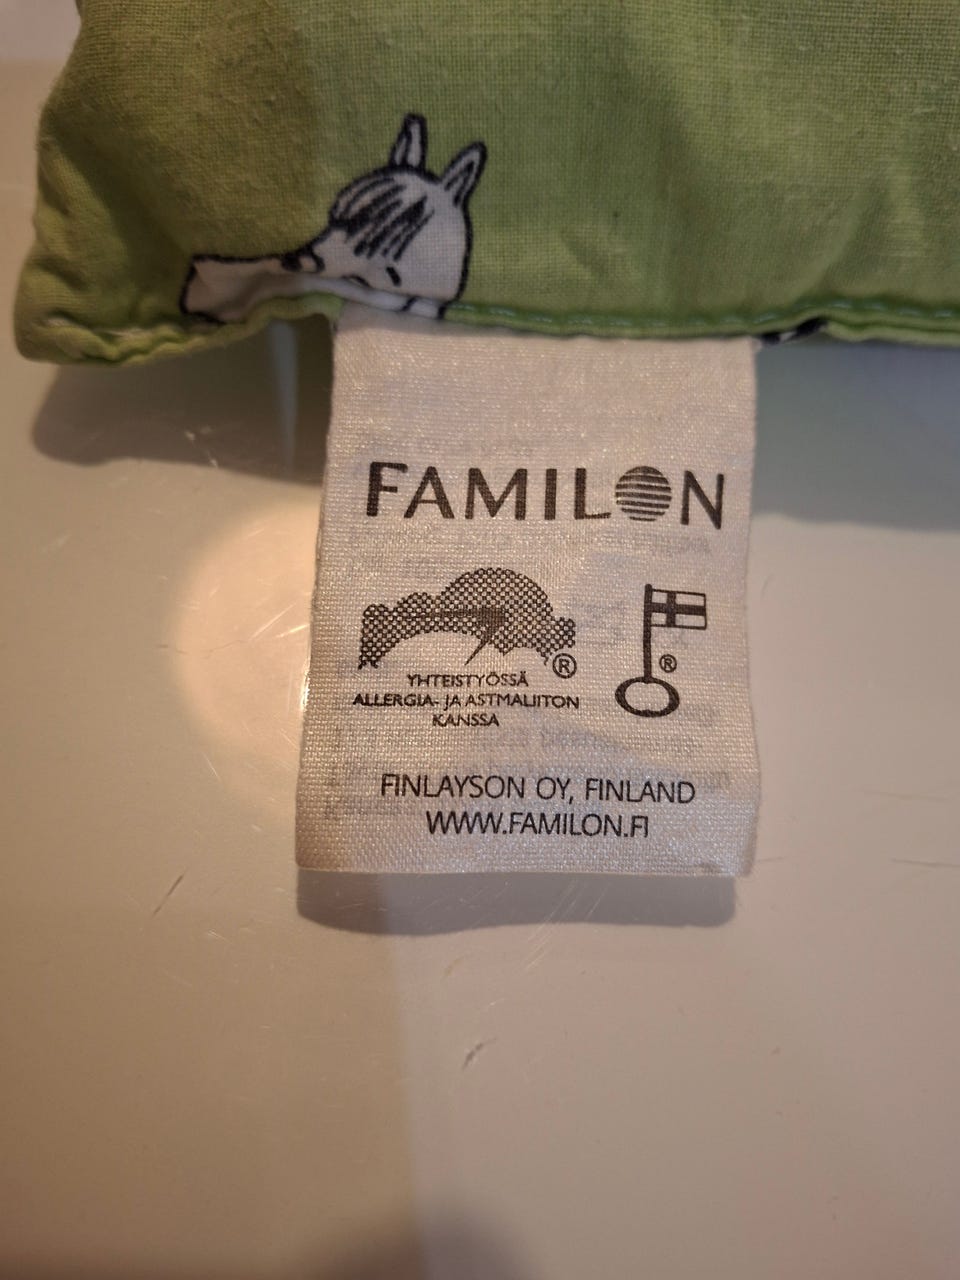 FAMILON
®
®
YHTEISTYÖSSÄ
ALLERGIA- JA ASTMALIITON
KANSSA
FINLAYSON OY, FINLAND
WWW.FAMILON.FI